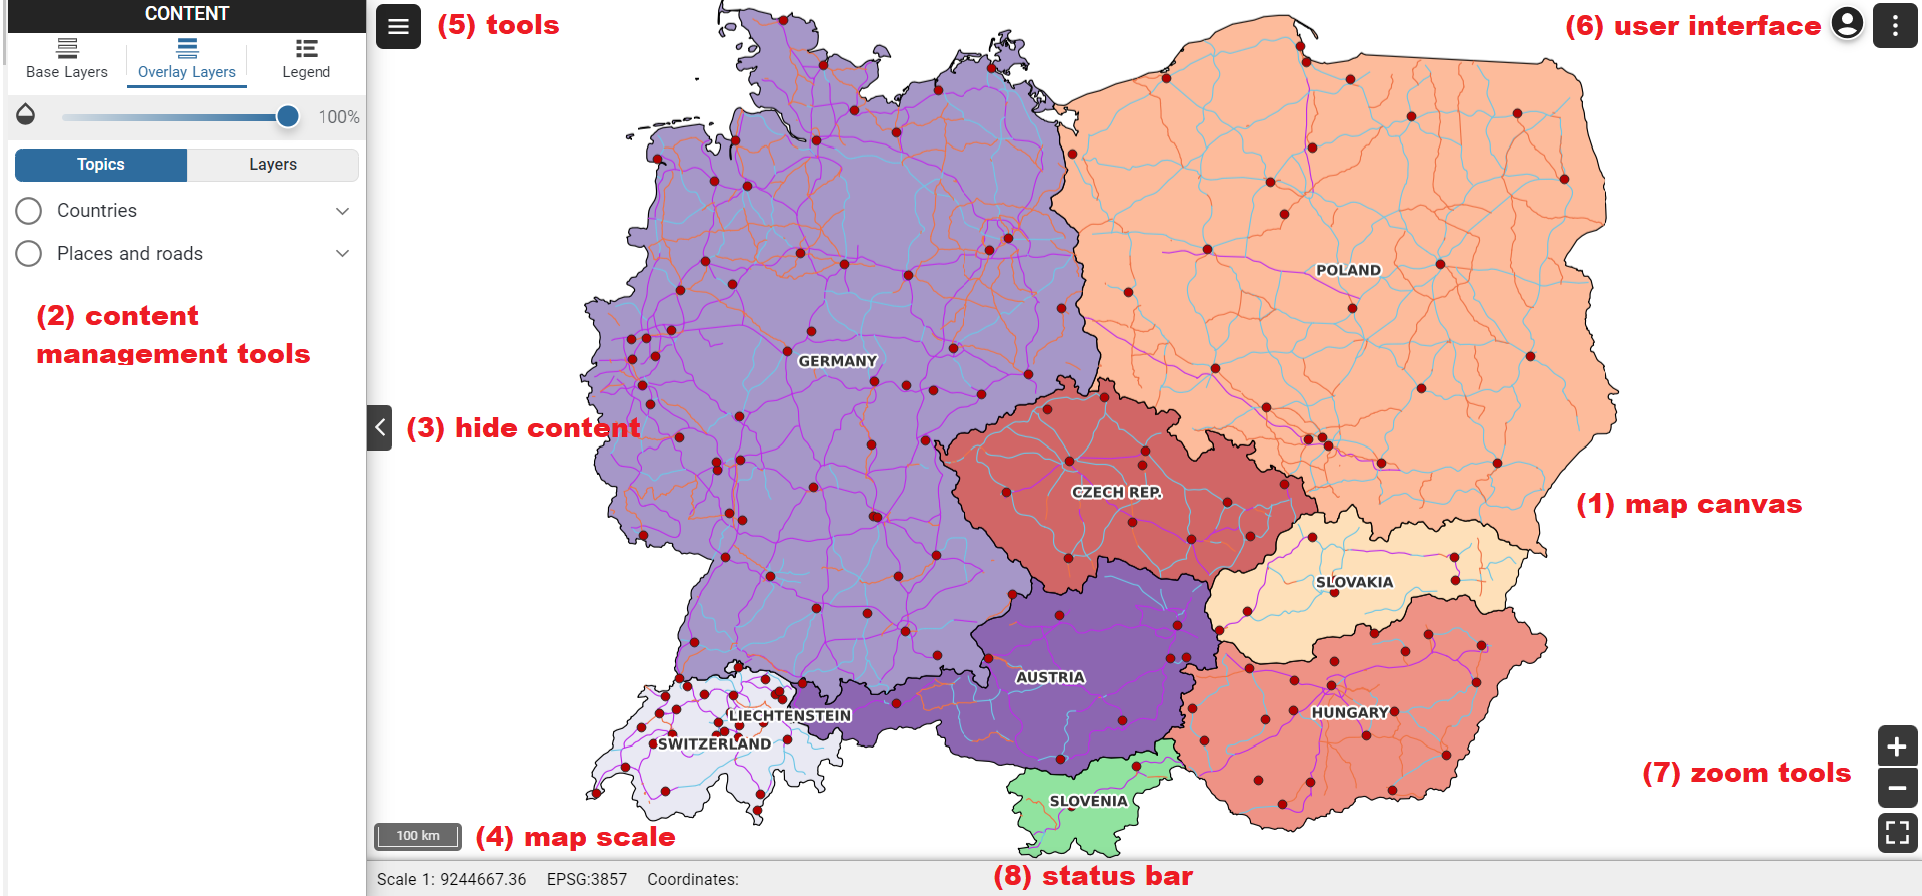 CONTENT
Base Layers
Overlay Layers
Legend
100%
Topics
Layers
Countries
Places and roads
(2) content
management tools
(5) tools
(6) user interface
(3) hide content
(1) map canvas
(7) zoom tools
(4) map scale
(8) status bar
POLAND
GERMANY
CZECH REP.
SLOVAKIA
AUSTRIA
LIECHTENSTEIN
HUNGARY
SWITZERLAND
SLOVENIA
100 km
Scale 1: 9244667.36 EPSG:3857 Coordinates: